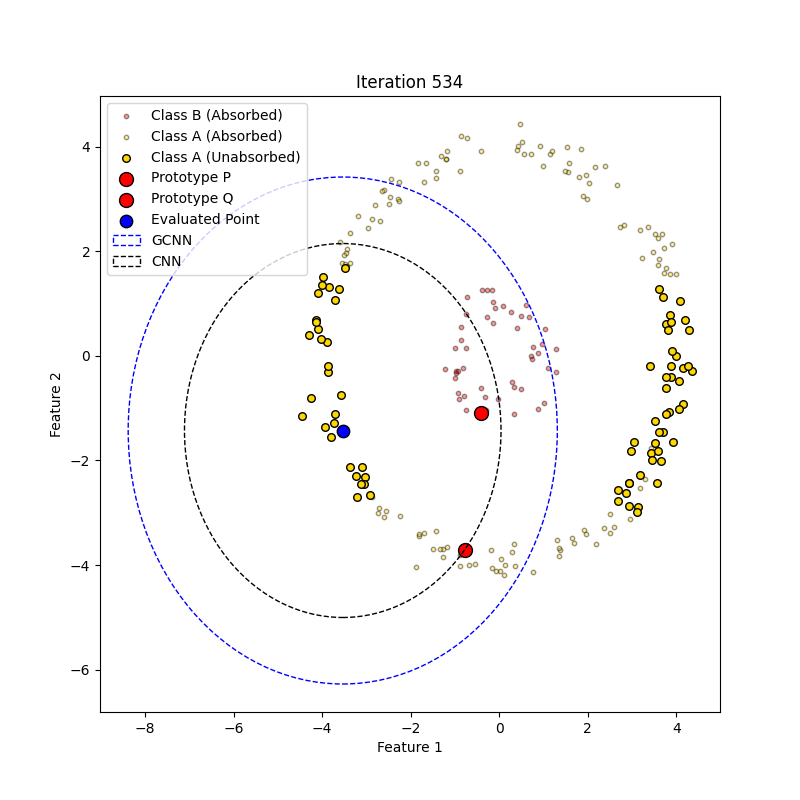 Iteration 534
Class B (Absorbed)
Class A (Absorbed)
Class A (Unabsorbed)
Prototype P
Prototype Q
Evaluated Point
GCNN
CNN
4
2
0
−2
−4
−6
Feature 2
−8
−6
−4
−2
0
2
4
Feature 1